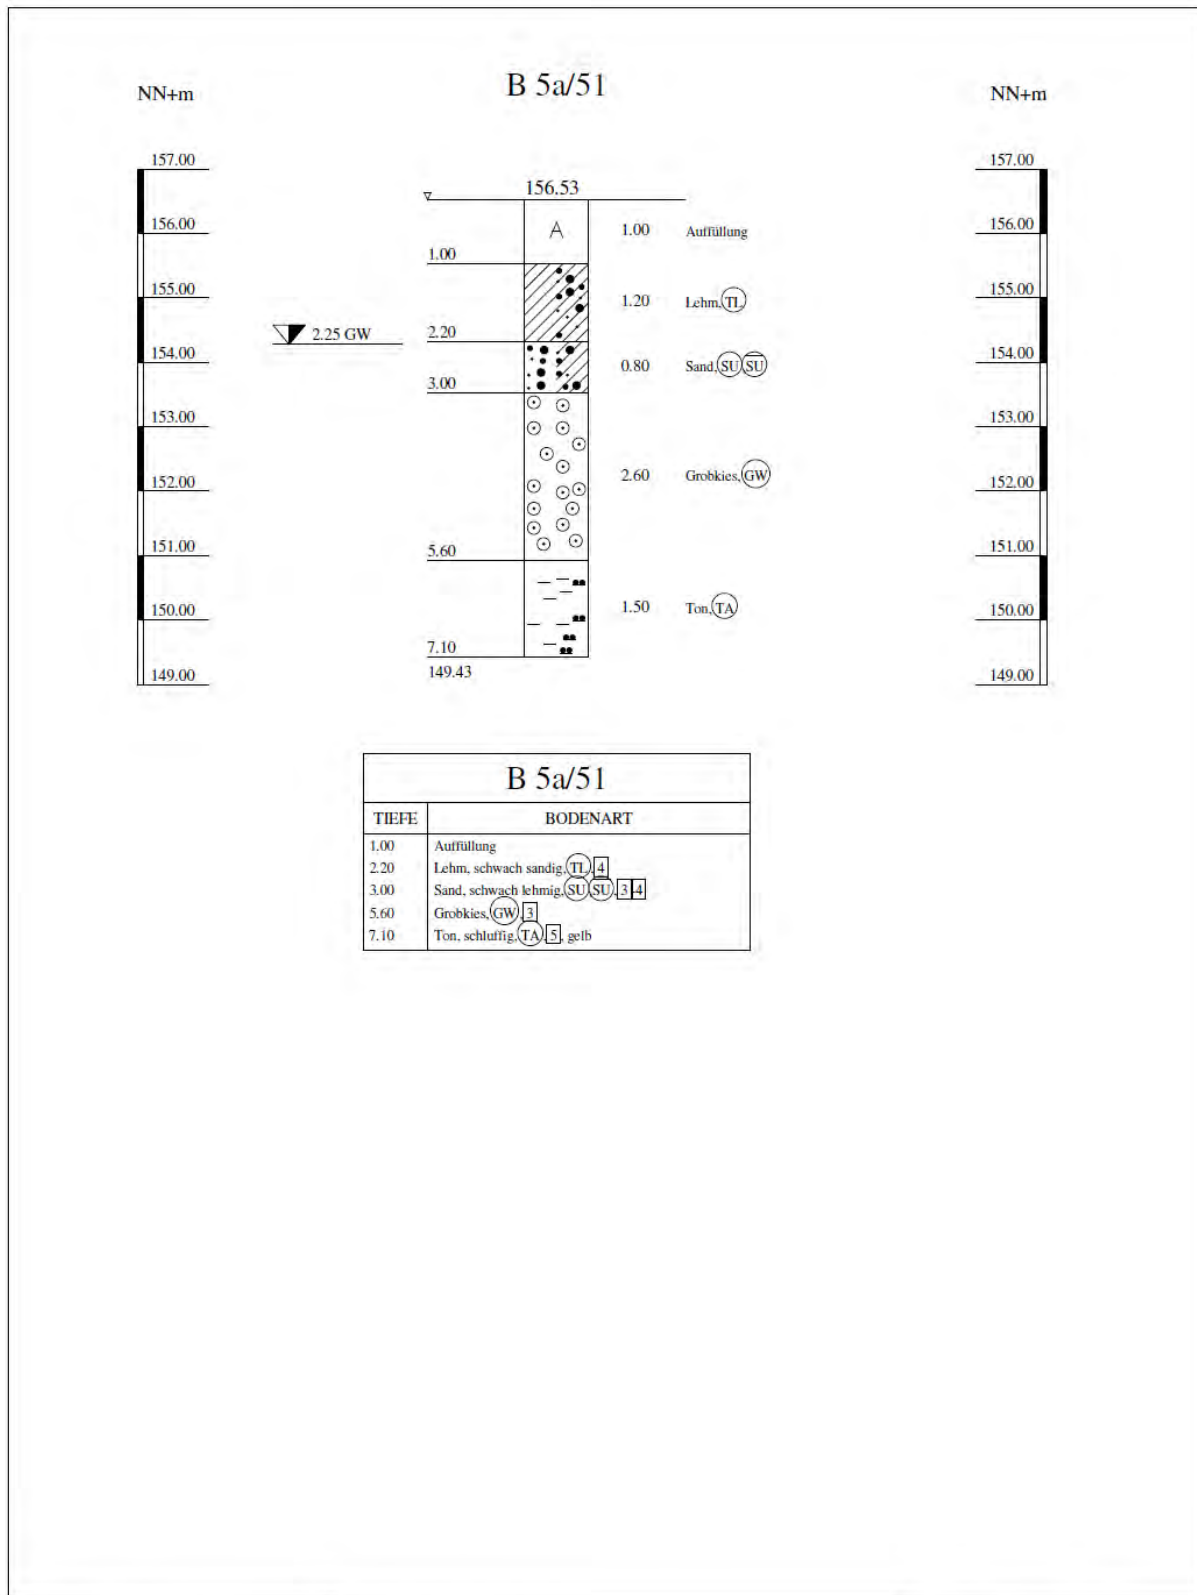 B 5a/51
NN+m
NN+m
157.00
156.00
155.00
154.00
153.00
152.00
151.00
150.00
149.00
156.53
A
1.00
2.20
3.00
5.60
7.10
149.43
2.25 GW
1.00 Auffüllung
1.20 Lehm, TL
0.80 Sand, SU SU̅
2.60 Grobkies, GW
1.50 Ton, TA
157.00
156.00
155.00
154.00
153.00
152.00
151.00
150.00
149.00
B 5a/51
TIEFE BODENART
1.00 Auffüllung
2.20 Lehm, schwach sandig, TL, 4
3.00 Sand, schwach lehmig, SU, SU̅, 3 4
5.60 Grobkies, GW, 3
7.10 Ton, schluffig, TA, 5, gelb